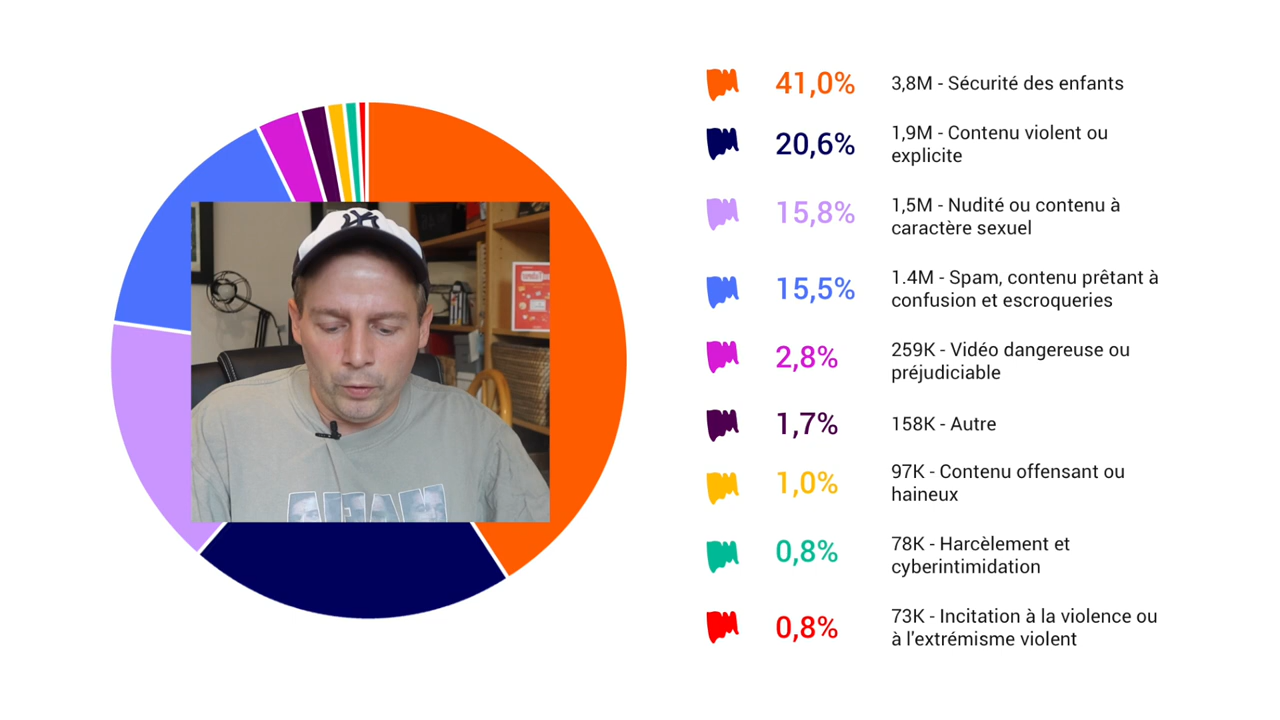 41,0%
3,8M - Sécurité des enfants
20,6%
1,9M - Contenu violent ou
explicite
15,8%
1,5M - Nudité ou contenu à
caractère sexuel
15,5%
1.4M - Spam, contenu prêtant à
confusion et escroqueries
2,8%
259K - Vidéo dangereuse ou
préjudiciable
1,7%
158K - Autre
1,0%
97K - Contenu offensant ou
haineux
0,8%
78K - Harcèlement et
cyberintimidation
0,8%
73K - Incitation à la violence ou
à l'extrémisme violent
NY